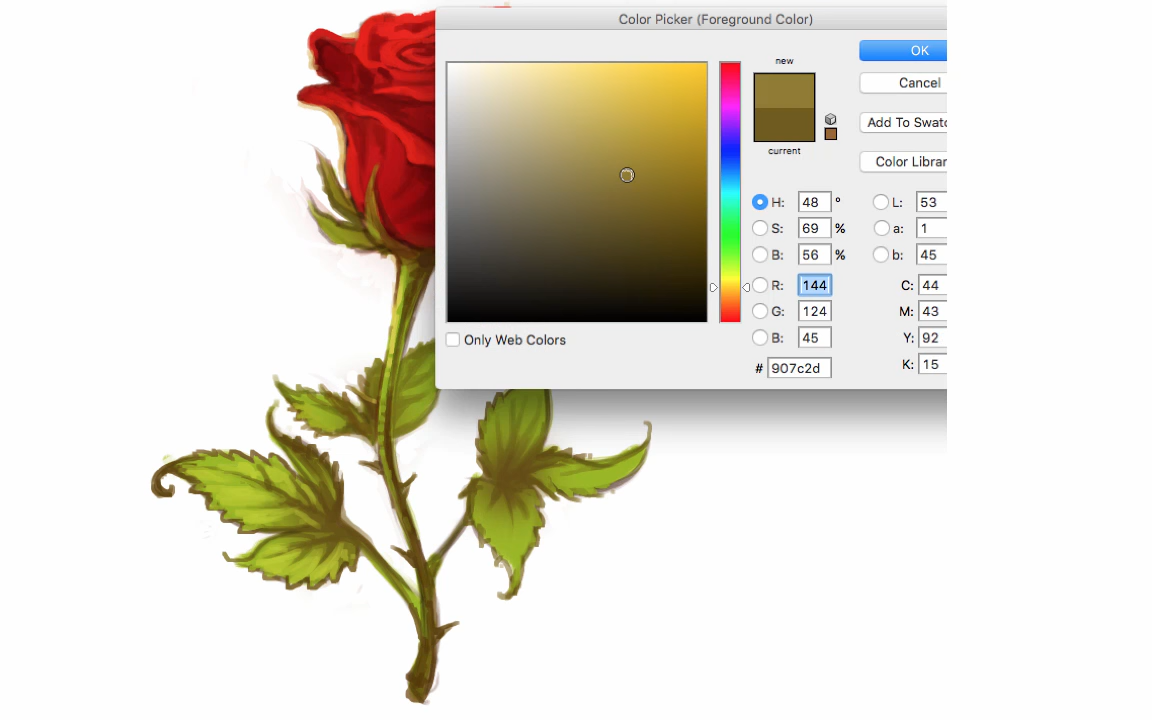 Color Picker (Foreground Color)
new
current
OK
Cancel
Add To Swatc
Color Librar
H: 48 °
S: 69 %
B: 56 %
R: 144
G: 124
B: 45
# 907c2d
L: 53
a: 1
b: 45
C: 44
M: 43
Y: 92
K: 15
Only Web Colors